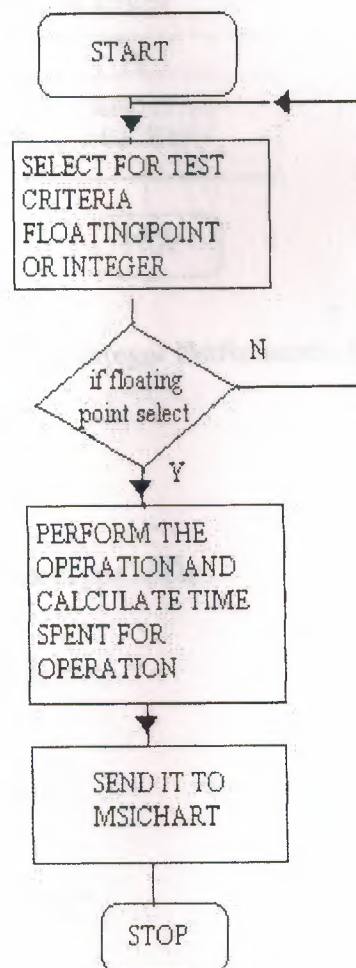 START
SELECT FOR TEST
CRITERIA
FLOATINGPOINT
OR INTEGER
if floating
point select
N
Y
PERFORM THE
OPERATION AND
CALCULATE TIME
SPENT FOR
OPERATION
SEND IT TO
MSICHART
STOP